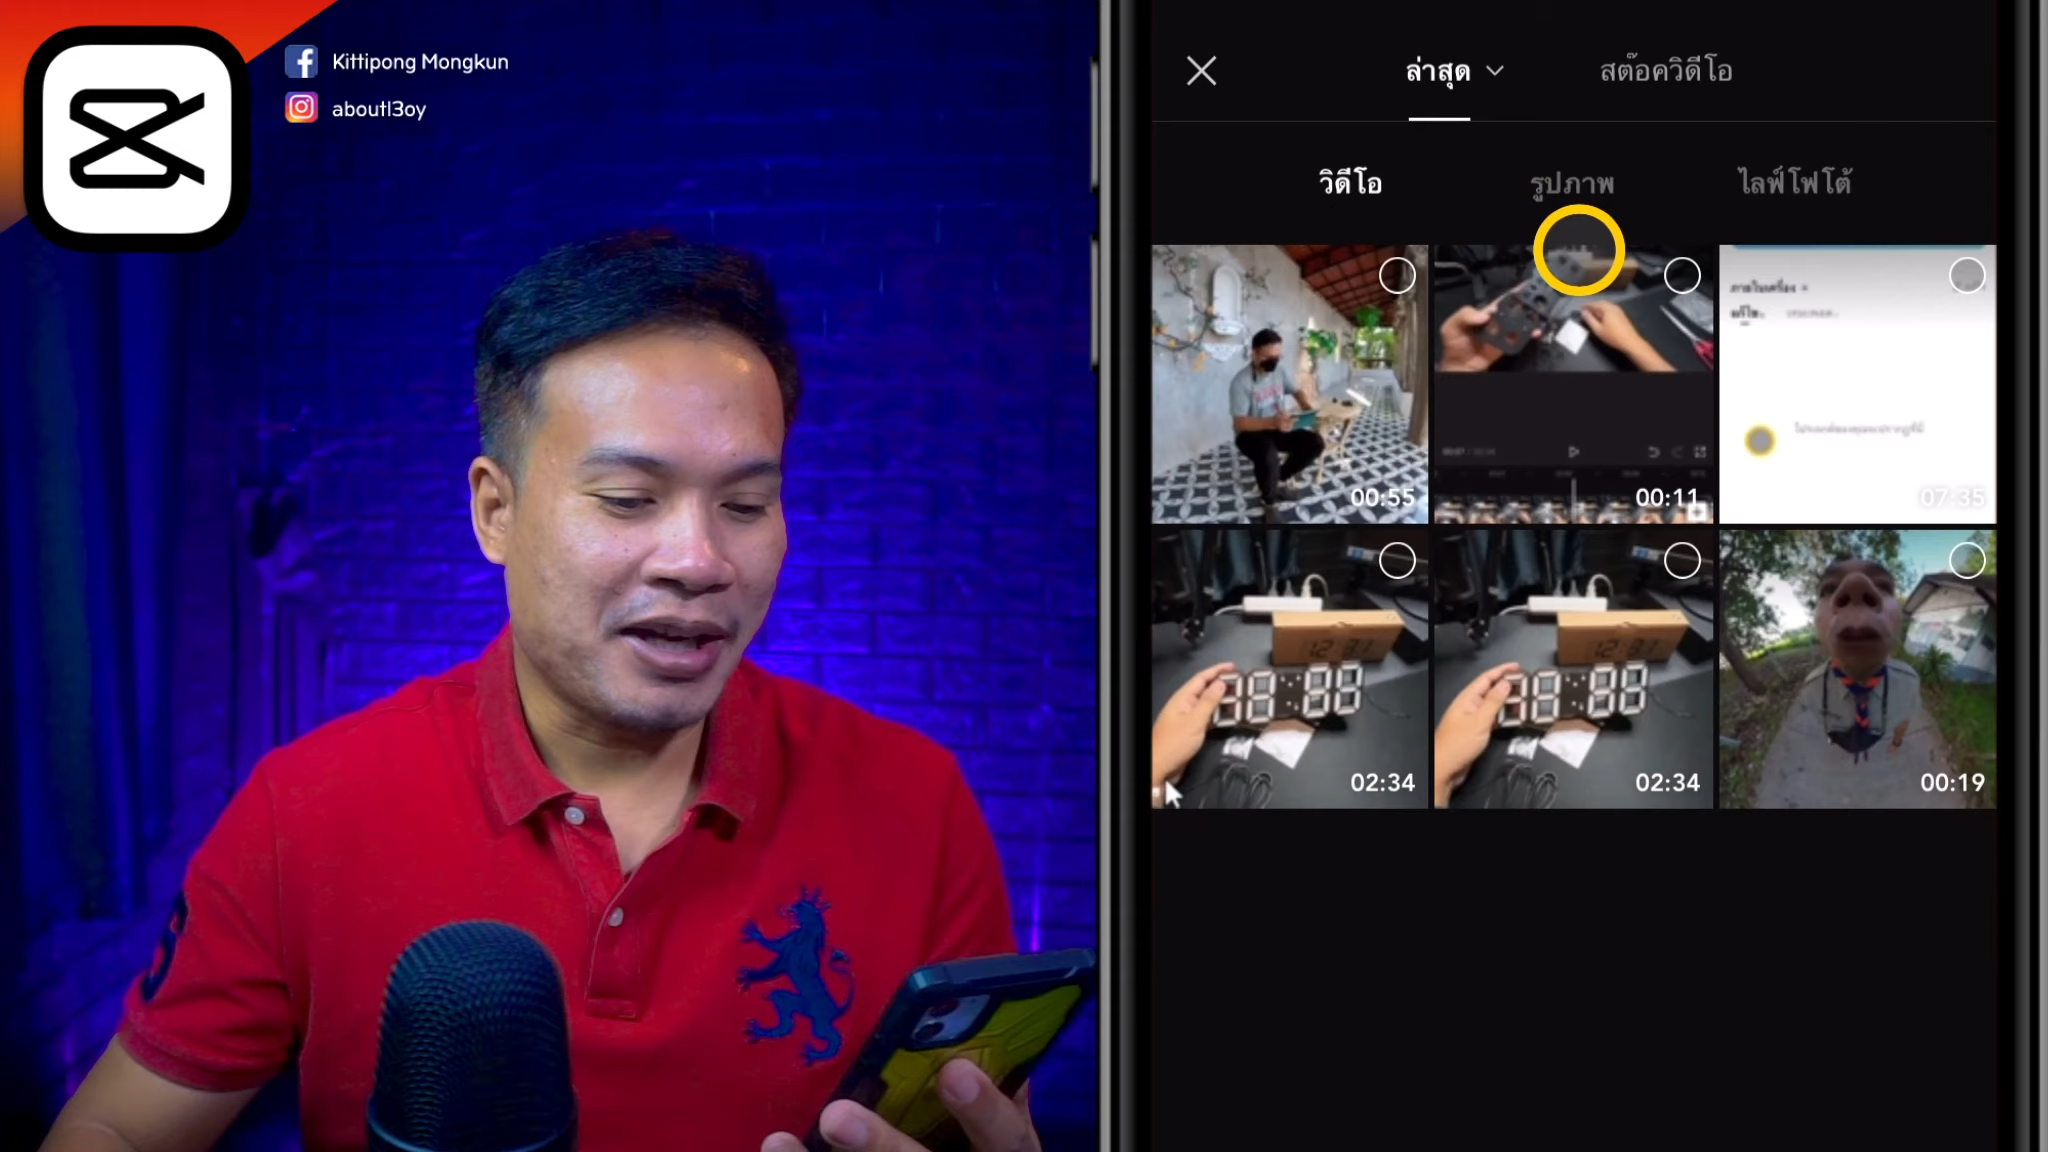 Kittipong Mongkun
aboutl3oy
ล่าสุด
สต๊อควิดีโอ
วิดีโอ
รูปภาพ
ไลฟ์โฟโต้
00:55
00:11
07:35
02:34
02:34
00:19